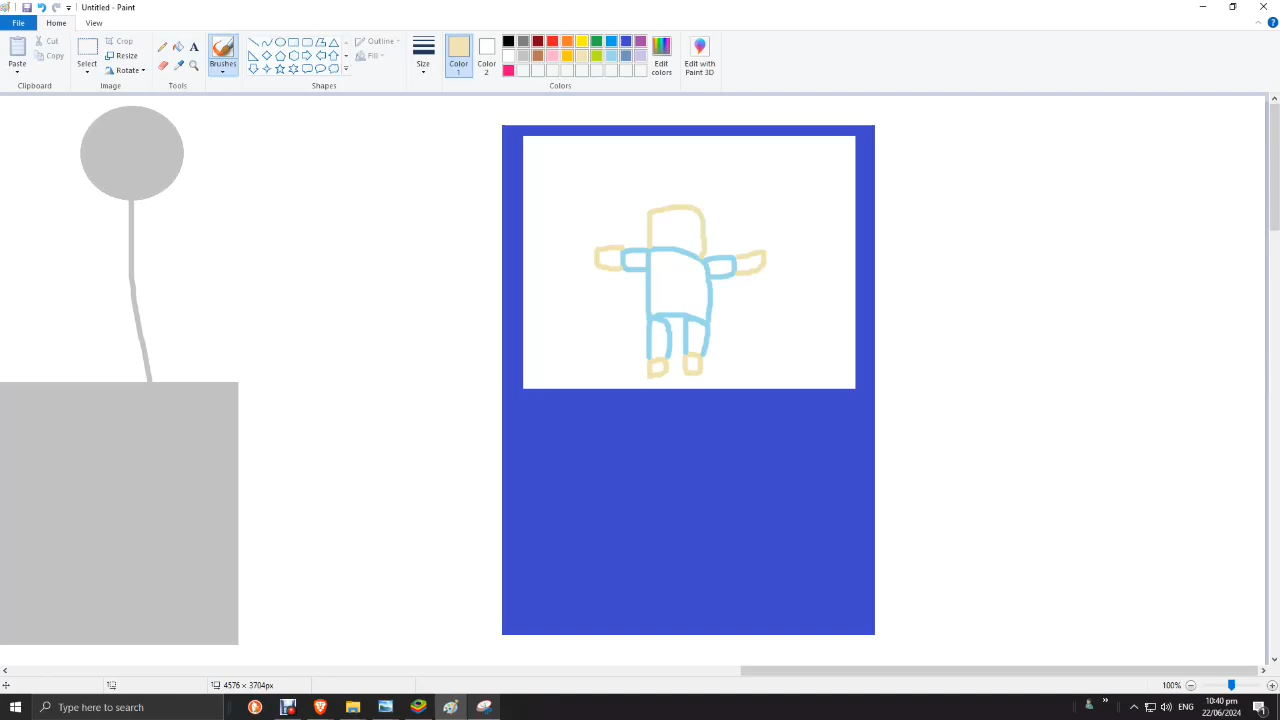 Untitled - Paint
File Home View
Paste Cut Copy Clipboard
Select Crop Resize Rotate Image
A Tools
Brushes
Outline Fill Shapes
Size
Color 1 Color 2 Colors
Edit colors
Edit with Paint 3D
4576 × 3704px 100%
Type here to search ENG 10:40 pm 22/06/2024 1